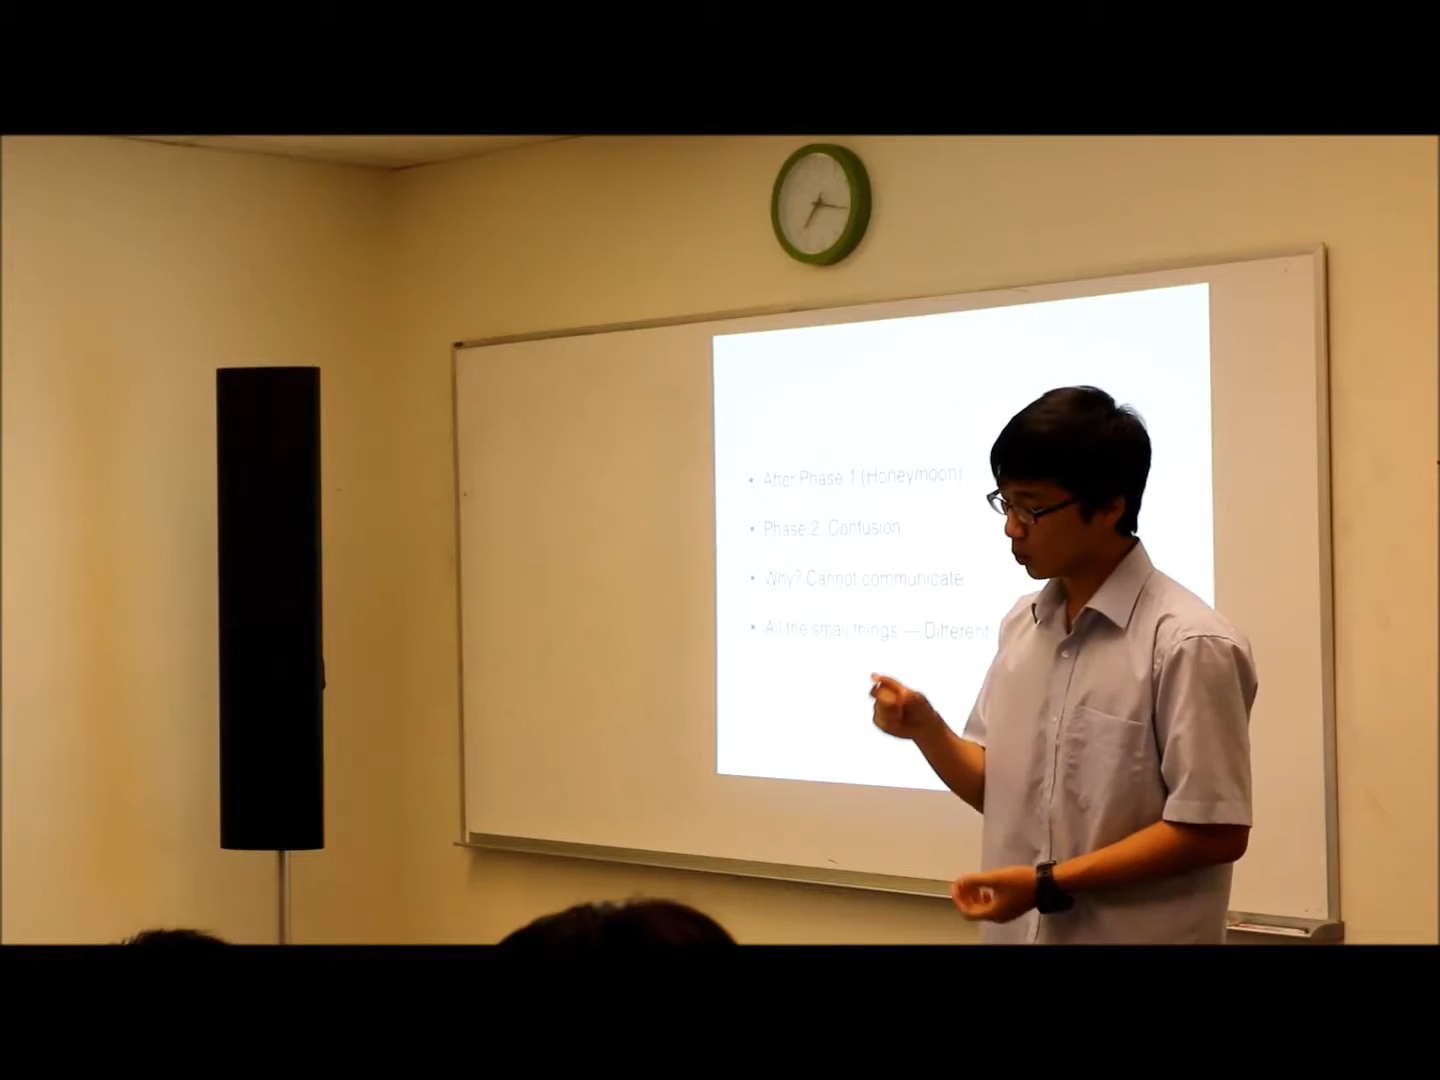 • After Phase 1 (Honeymoon)
• Phase 2: Confusion
• Why? Cannot communicate
• All the small things — Different